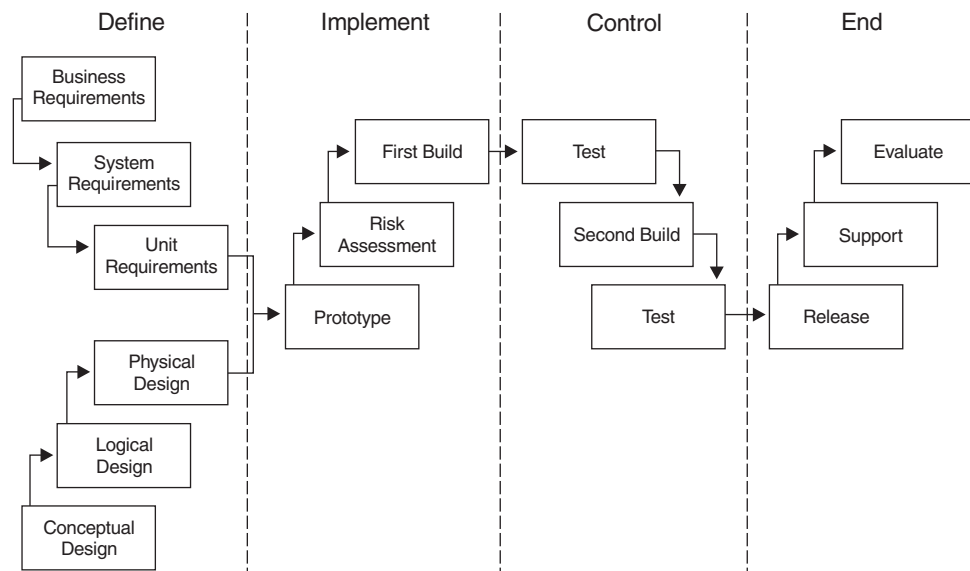 Define
Implement
Control
End
Business
Requirements
System
Requirements
Unit
Requirements
Physical
Design
Logical
Design
Conceptual
Design
First Build
Risk
Assessment
Prototype
Test
Second Build
Test
Evaluate
Support
Release